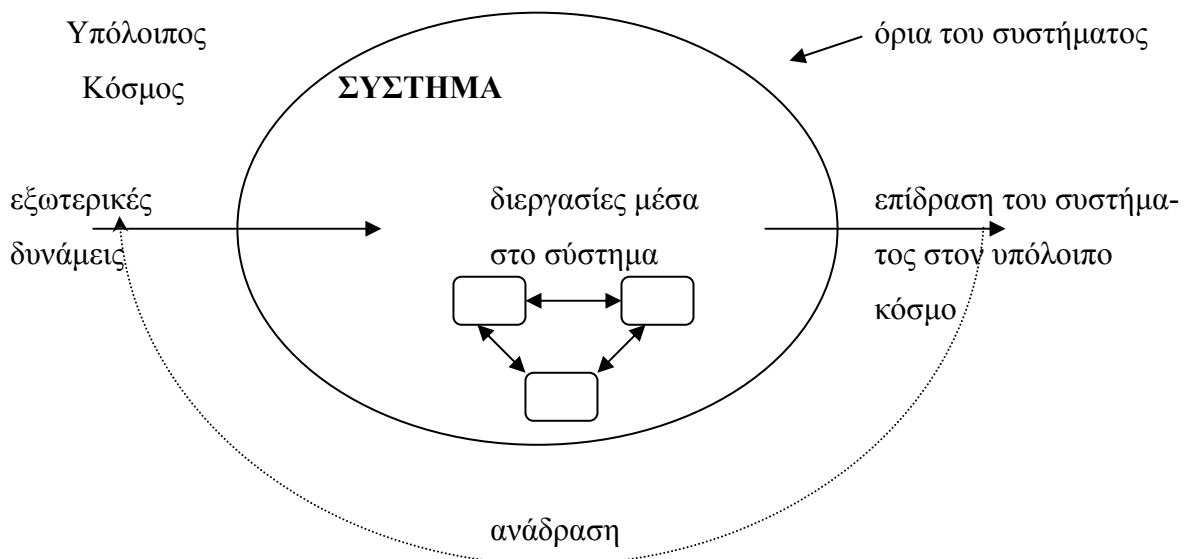 Υπόλοιπος
Κόσμος
ΣΥΣΤΗΜΑ
όρια του συστήματος
εξωτερικές
δυνάμεις
διεργασίες μέσα
στο σύστημα
επίδραση του συστήμα-
τος στον υπόλοιπο
κόσμο
ανάδραση